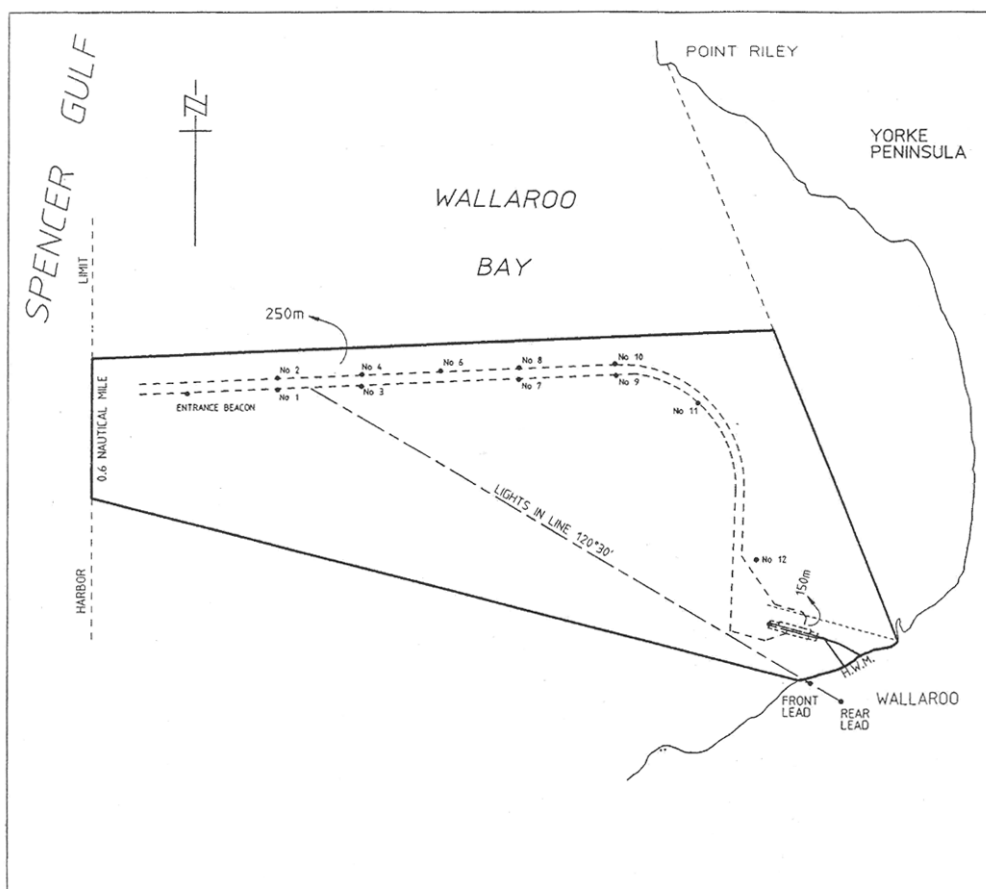 SPENCER GULF
POINT RILEY
YORKE
PENINSULA
N
WALLAROO
BAY
LIMIT
250m
No 2
No 4
No 6
No 8
No 10
ENTRANCE BEACON
No 1
No 3
No 7
No 9
No 11
0.6 NAUTICAL MILE
LIGHTS IN LINE 120°30'
No 12
150m
HARBOR
H.W.M.
FRONT
LEAD
REAR
LEAD
WALLAROO